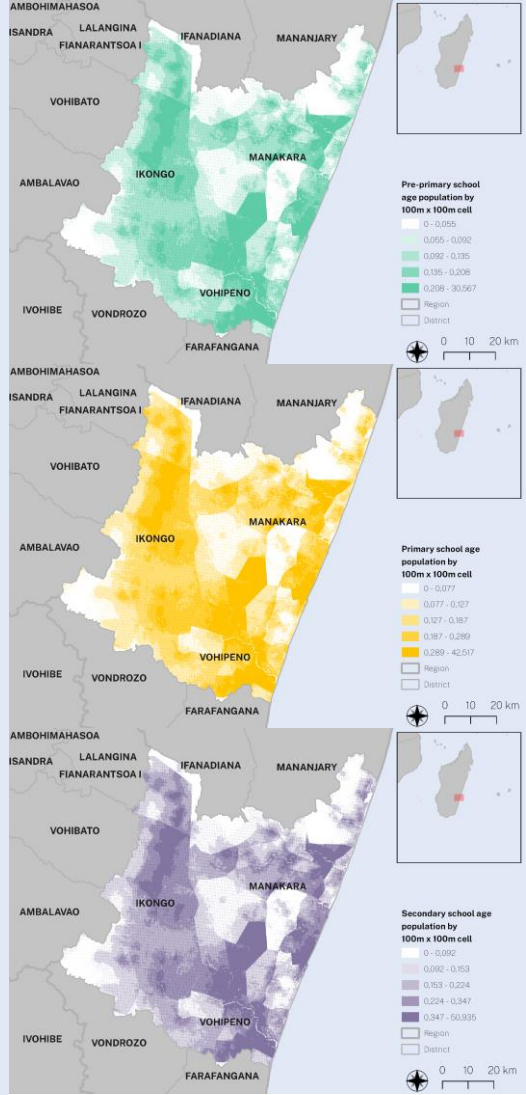 AMBOHIMAHASOA
LALANGINA
ISANDRA
FIANARANTSOA I
IFANADIANA
MANANJARY
VOHIBATO
MANAKARA
IKONGO
AMBALAVAO
VOHIPENO
IVOHIBE
VONDROZO
FARAFANGANA
Pre-primary school
age population by
100m x 100m cell
0 - 0,055
0,055 - 0,092
0,092 - 0,135
0,135 - 0,208
0,208 - 30,567
Region
District
0 10 20 km
AMBOHIMAHASOA
LALANGINA
ISANDRA
FIANARANTSOA I
IFANADIANA
MANANJARY
VOHIBATO
MANAKARA
IKONGO
AMBALAVAO
VOHIPENO
IVOHIBE
VONDROZO
FARAFANGANA
Primary school age
population by
100m x 100m cell
0 - 0,077
0,077 - 0,127
0,127 - 0,187
0,187 - 0,289
0,289 - 42,517
Region
District
0 10 20 km
AMBOHIMAHASOA
LALANGINA
ISANDRA
FIANARANTSOA I
IFANADIANA
MANANJARY
VOHIBATO
MANAKARA
IKONGO
AMBALAVAO
VOHIPENO
IVOHIBE
VONDROZO
FARAFANGANA
Secondary school age
population by
100m x 100m cell
0 - 0,092
0,092 - 0,153
0,153 - 0,224
0,224 - 0,347
0,347 - 50,935
Region
District
0 10 20 km